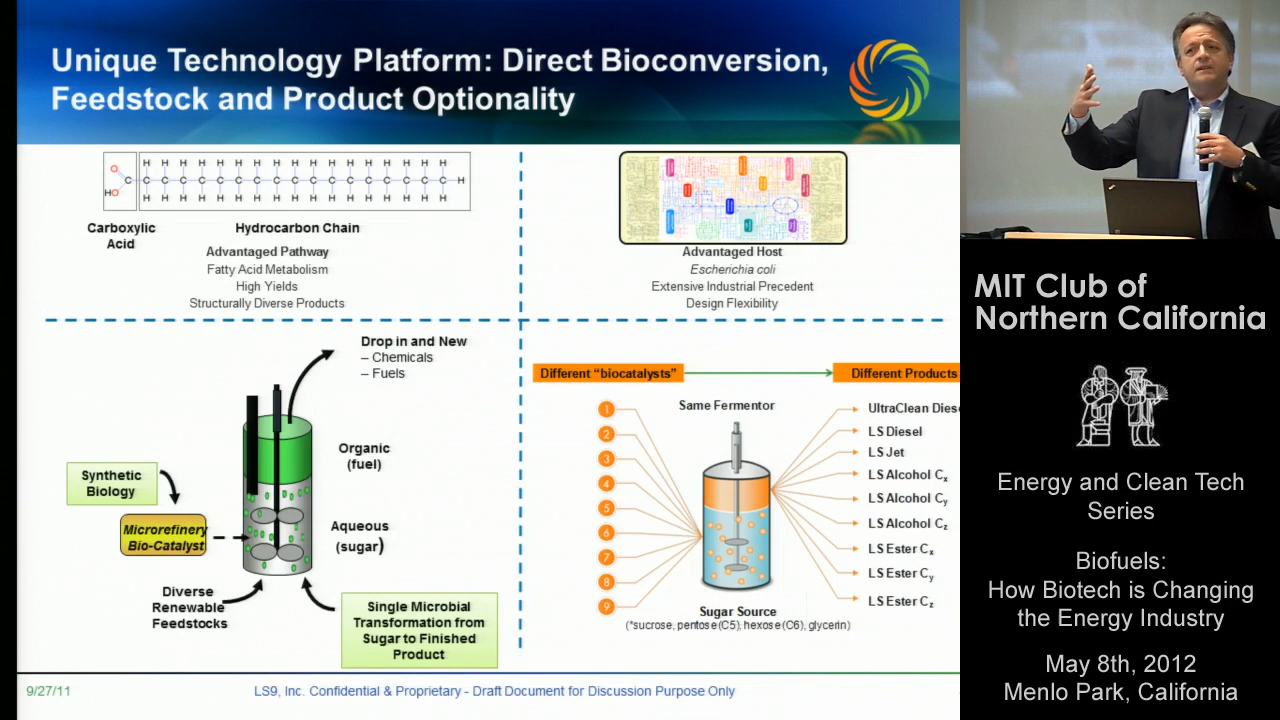 Unique Technology Platform: Direct Bioconversion,
Feedstock and Product Optionality
H H H H H H H H H H H H H H H H H
O
C C C C C C C C C C C C C C C C C C H
HO
H H H H H H H H H H H H H H H H H
Carboxylic
Acid
Hydrocarbon Chain
Advantaged Pathway
Fatty Acid Metabolism
High Yields
Structurally Diverse Products
Advantaged Host
Escherichia coli
Extensive Industrial Precedent
Design Flexibility
Drop in and New
– Chemicals
– Fuels
Organic
(fuel)
Synthetic
Biology
Microrefinery
Bio-Catalyst
Aqueous
(sugar)
Diverse
Renewable
Feedstocks
Single Microbial
Transformation from
Sugar to Finished
Product
Different "biocatalysts"
Different Products
Same Fermentor
1
2
3
4
5
6
7
8
9
UltraClean Dies
LS Diesel
LS Jet
LS Alcohol Cx
LS Alcohol Cy
LS Alcohol Cz
LS Ester Cx
LS Ester Cy
LS Ester Cz
Sugar Source
(*sucrose, pentose (C5), hexose (C6), glycerin)
9/27/11
LS9, Inc. Confidential & Proprietary - Draft Document for Discussion Purpose Only
MIT Club of
Northern California
Energy and Clean Tech
Series
Biofuels:
How Biotech is Changing
the Energy Industry
May 8th, 2012
Menlo Park, California